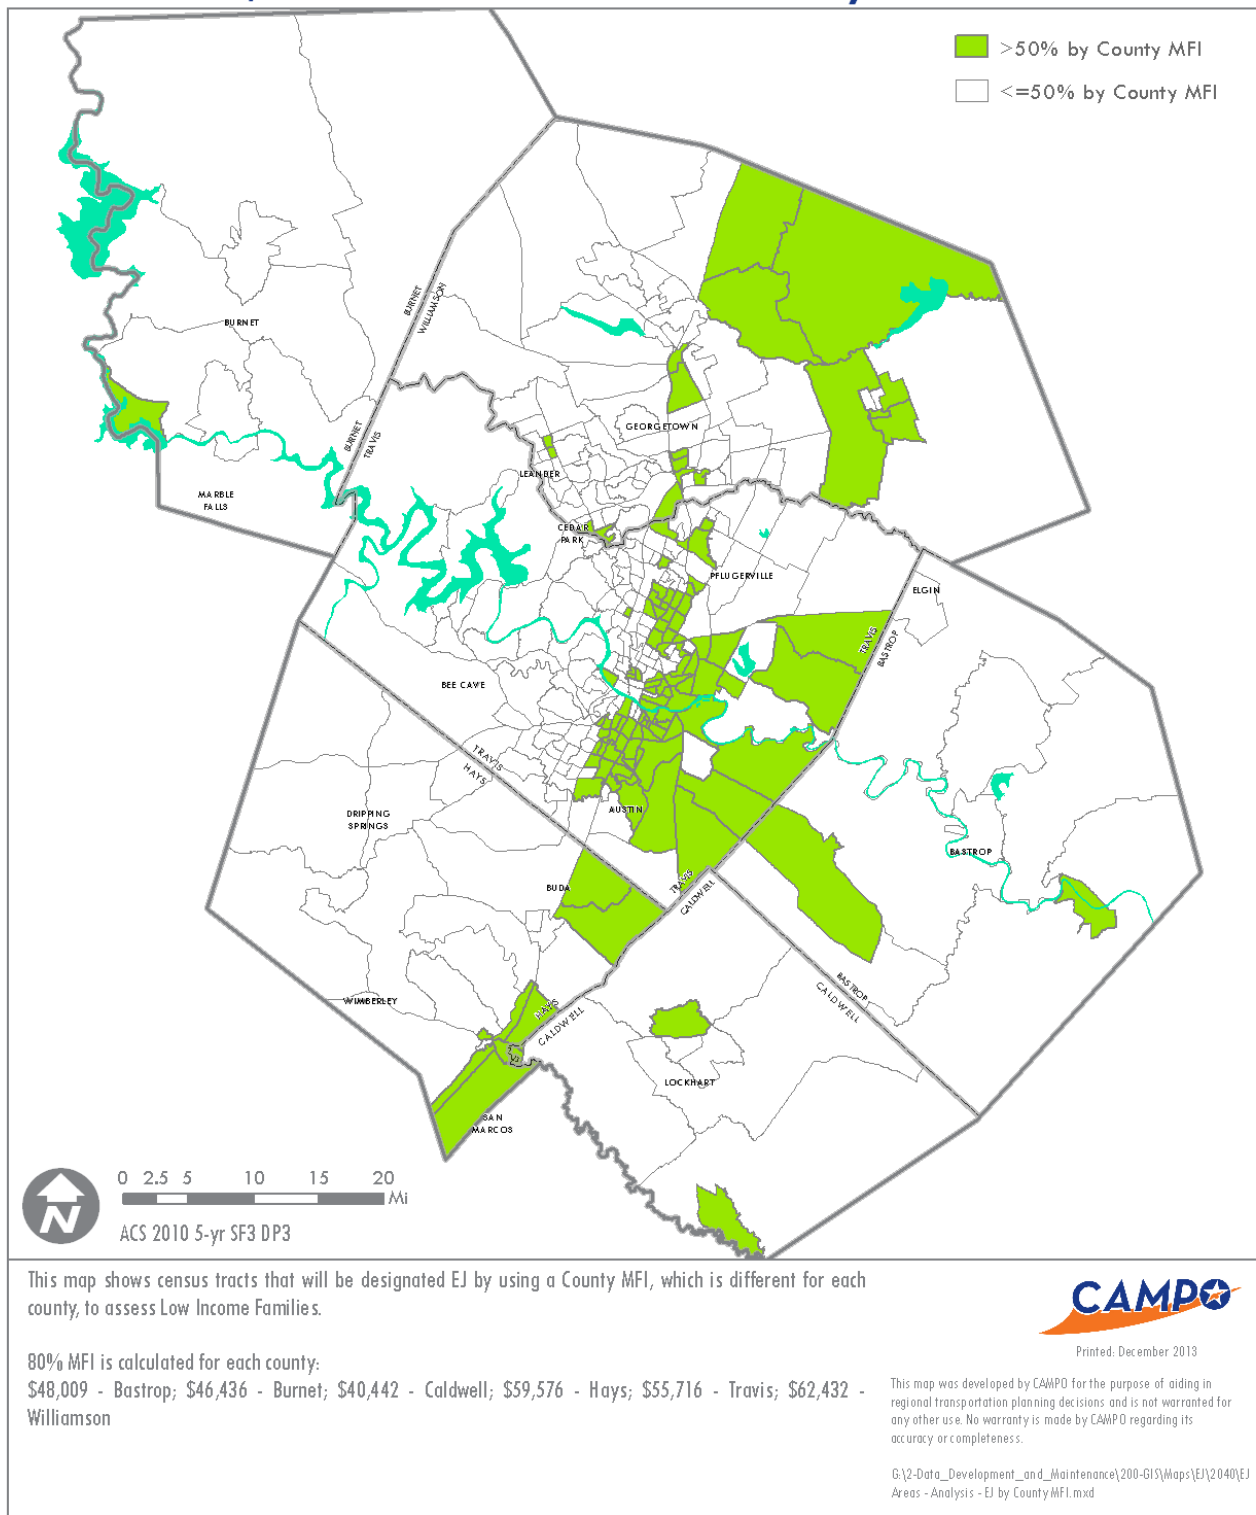 >50% by County MFI
<=50% by County MFI
BURNET
WILLIAMSON
BURNET
BURNET
TRAVIS
GEORGETOWN
LEANDER
MARBLE
FALLS
CEDAR
PARK
PFLUGERVILLE
ELGIN
TRAVIS
BASTROP
BEE CAVE
TRAVIS
HAYS
DRIPPING
SPRINGS
AUSTIN
BASTROP
BUDA
TRAVIS
CALDWELL
BASTROP
CALDWELL
WIMBERLEY
HAYS
CALDWELL
LOCKHART
SAN
MARCOS
0 2.5 5 10 15 20
Mi
N
ACS 2010 5-yr SF3 DP3
This map shows census tracts that will be designated EJ by using a County MFI, which is different for each
county, to assess Low Income Families.
80% MFI is calculated for each county:
$48,009 - Bastrop; $46,436 - Burnet; $40,442 - Caldwell; $59,576 - Hays; $55,716 - Travis; $62,432 -
Williamson
CAMPO
Printed: December 2013
This map was developed by CAMPO for the purpose of aiding in
regional transportation planning decisions and is not warranted for
any other use. No warranty is made by CAMPO regarding its
accuracy or completeness.
G:\2-Data_Development_and_Maintenance\200-GIS\Maps\EJ\2040\EJ
Areas - Analysis - EJ by County MFI.mxd